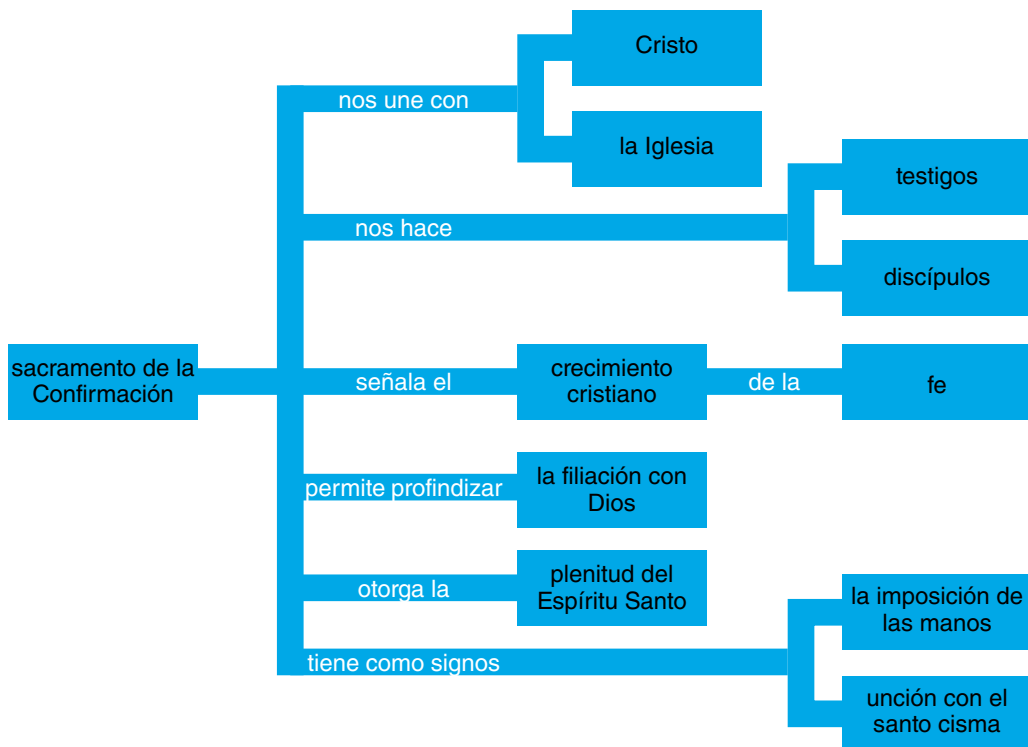 Cristo
nos une con
la Iglesia
testigos
nos hace
discípulos
sacramento de la
Confirmación
señala el
crecimiento
cristiano
de la
fe
permite profindizar
la filiación con
Dios
otorga la
plenitud del
Espíritu Santo
la imposición de
las manos
tiene como signos
unción con el
santo cisma